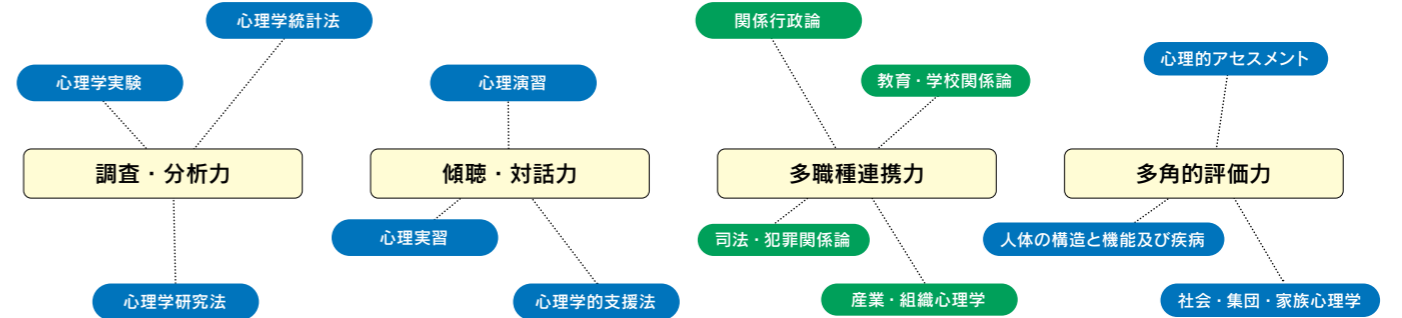 心理学統計法
心理学実験
調査・分析力
心理学研究法
心理演習
傾聴・対話力
心理実習
心理学的支援法
関係行政論
教育・学校関係論
多職種連携力
司法・犯罪関係論
産業・組織心理学
心理的アセスメント
多角的評価力
人体の構造と機能及び疾病
社会・集団・家族心理学